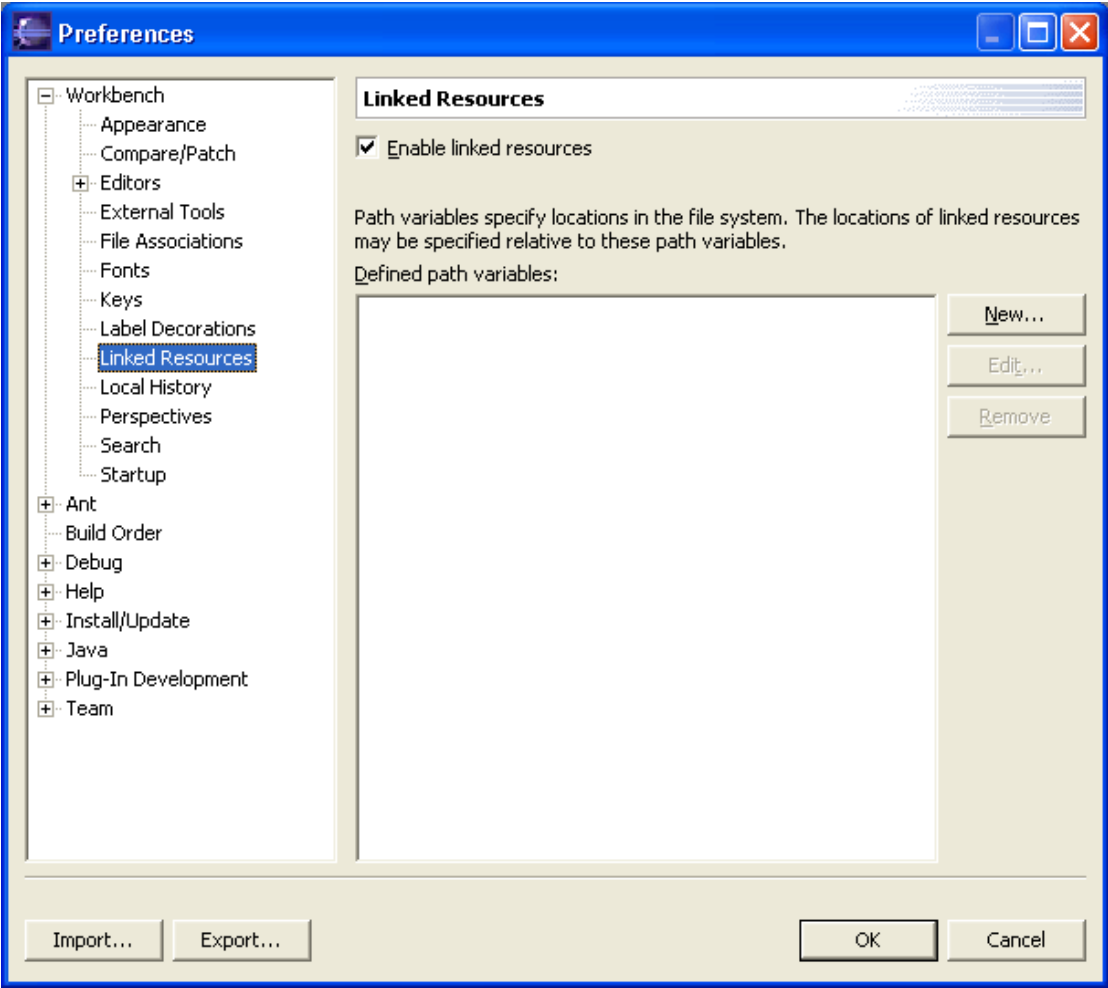 Preferences
Workbench
Appearance
Compare/Patch
Editors
External Tools
File Associations
Fonts
Keys
Label Decorations
Linked Resources
Local History
Perspectives
Search
Startup
Ant
Build Order
Debug
Help
Install/Update
Java
Plug-In Development
Team
Linked Resources
Enable linked resources
Path variables specify locations in the file system. The locations of linked resources
may be specified relative to these path variables.
Defined path variables:
New...
Edit...
Remove
Import...
Export...
OK
Cancel